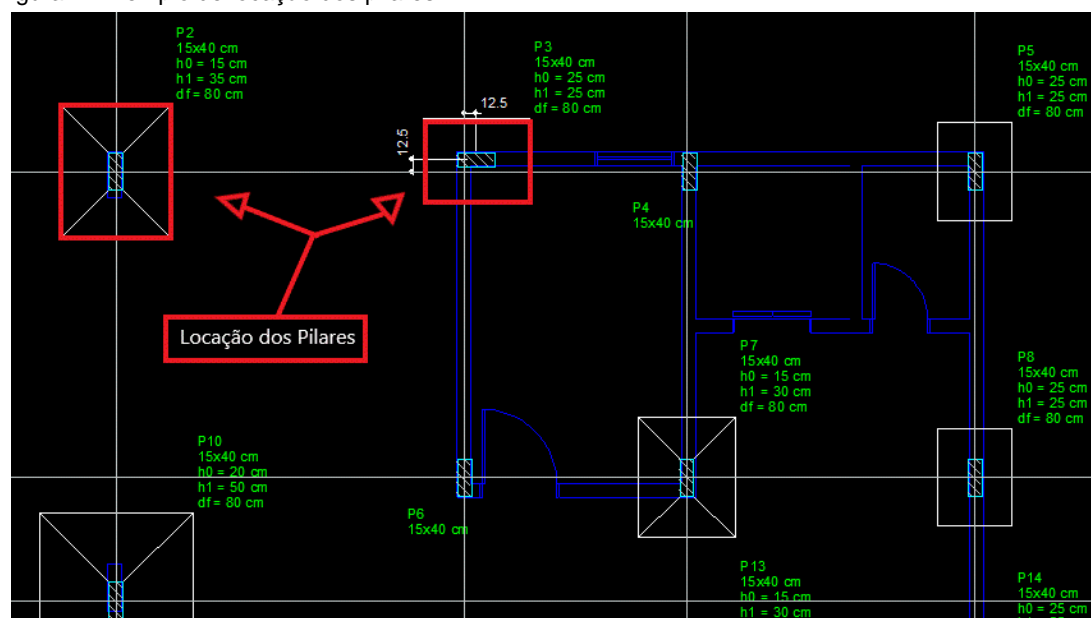 P2
15x40 cm
h0 = 15 cm
h1 = 35 cm
df= 80 cm
P3
15x40 cm
h0 = 25 cm
h1 = 25 cm
df= 80 cm
P5
15x40 cm
h0 = 25 cm
h1 = 25 cm
df= 80 cm
12.5
12.5
P4
15x40 cm
Locação dos Pilares
P7
15x40 cm
h0 = 15 cm
h1 = 30 cm
df= 80 cm
P8
15x40 cm
h0 = 25 cm
h1 = 25 cm
df= 80 cm
P10
15x40 cm
h0 = 20 cm
h1 = 50 cm
df= 80 cm
P6
15x40 cm
P13
15x40 cm
h0 = 15 cm
h1 = 30 cm
P14
15x40 cm
h0 = 25 cm